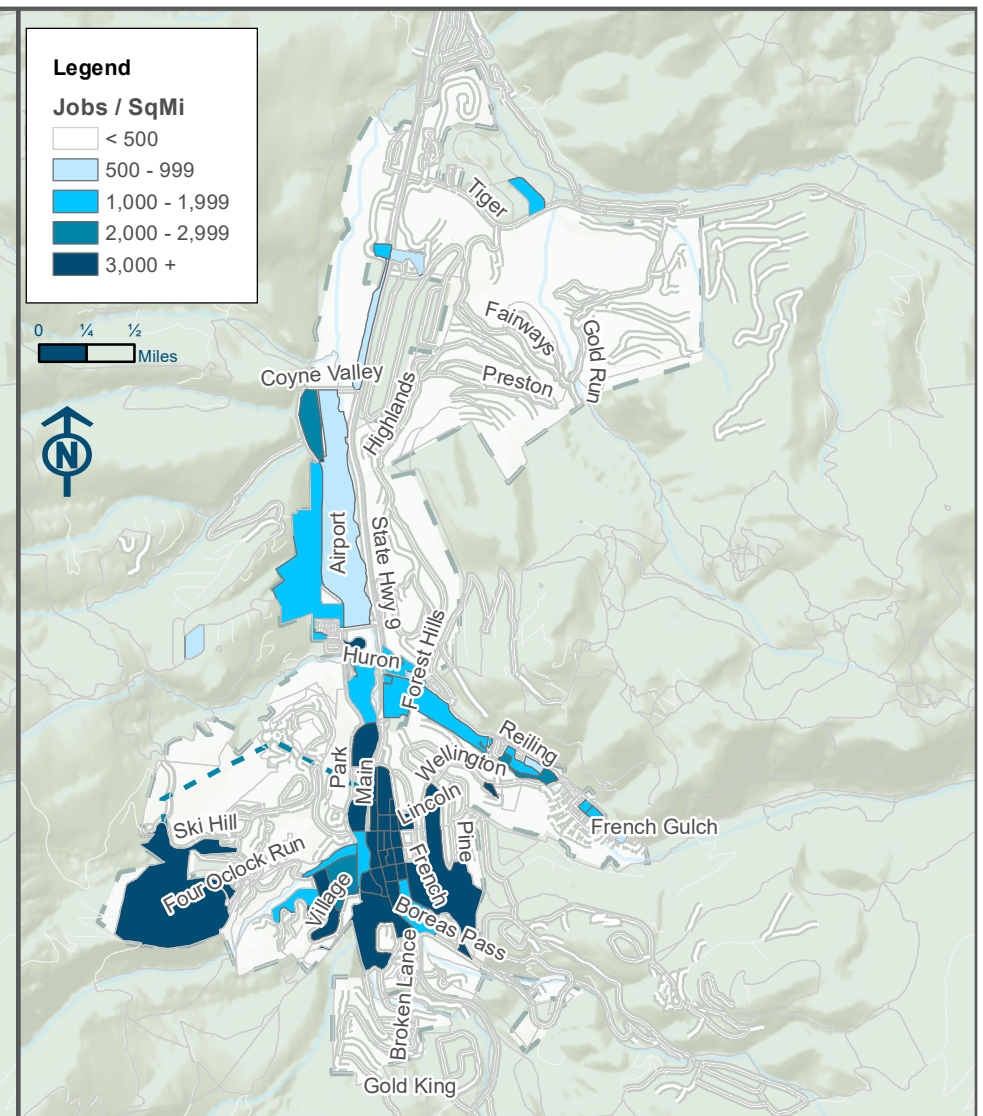 Legend
Jobs / SqMi
< 500
500 - 999
1,000 - 1,999
2,000 - 2,999
3,000 +
0 ¼ ½
Miles
N
Tiger
Fairways
Gold Run
Preston
Coyne Valley
Highlands
Airport
State Hwy 9
Forest Hills
Huron
Reiling
Wellington
Park
Main
Lincoln
French Gulch
Ski Hill
Pine
Four Oclock Run
French
Village
Boreas Pass
Broken Lance
Gold King